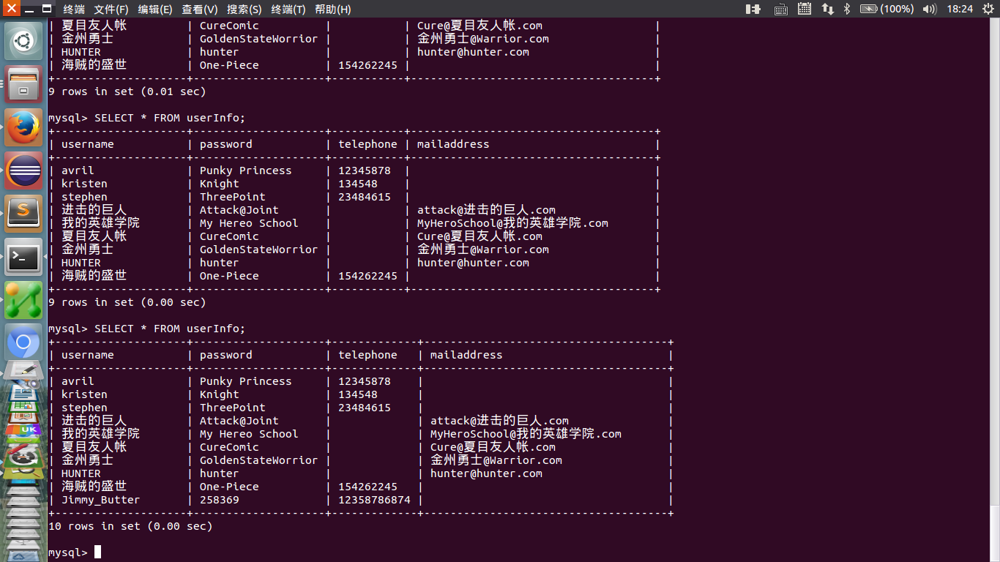 终端 文件(F) 编辑(E) 查看(V) 搜索(S) 终端(T) 帮助(H) (100%) 18:24
| 夏目友人帐 | CureComic | | Cure@夏目友人帐.com |
| 金州勇士 | GoldenStateWorrior | | 金州勇士@Warrior.com |
| HUNTER | hunter | | hunter@hunter.com |
| 海贼的盛世 | One-Piece | 154262245 | |
+--------------------+--------------------+-----------+-------------------------------------+
9 rows in set (0.01 sec)
mysql> SELECT * FROM userInfo;
+--------------------+--------------------+-----------+-------------------------------------+
| username | password | telephone | mailaddress |
+--------------------+--------------------+-----------+-------------------------------------+
| avril | Punky Princess | 12345878 | |
| kristen | Knight | 134548 | |
| stephen | ThreePoint | 23484615 | |
| 进击的巨人 | Attack@Joint | | attack@进击的巨人.com |
| 我的英雄学院 | My Hereo School | | MyHeroSchool@我的英雄学院.com |
| 夏目友人帐 | CureComic | | Cure@夏目友人帐.com |
| 金州勇士 | GoldenStateWorrior | | 金州勇士@Warrior.com |
| HUNTER | hunter | | hunter@hunter.com |
| 海贼的盛世 | One-Piece | 154262245 | |
+--------------------+--------------------+-----------+-------------------------------------+
9 rows in set (0.00 sec)
mysql> SELECT * FROM userInfo;
+--------------------+--------------------+-------------+-------------------------------------+
| username | password | telephone | mailaddress |
+--------------------+--------------------+-------------+-------------------------------------+
| avril | Punky Princess | 12345878 | |
| kristen | Knight | 134548 | |
| stephen | ThreePoint | 23484615 | |
| 进击的巨人 | Attack@Joint | | attack@进击的巨人.com |
| 我的英雄学院 | My Hereo School | | MyHeroSchool@我的英雄学院.com |
| 夏目友人帐 | CureComic | | Cure@夏目友人帐.com |
| 金州勇士 | GoldenStateWorrior | | 金州勇士@Warrior.com |
| HUNTER | hunter | | hunter@hunter.com |
| 海贼的盛世 | One-Piece | 154262245 | |
| Jimmy_Butter | 258369 | 12358786874 | |
+--------------------+--------------------+-------------+-------------------------------------+
10 rows in set (0.00 sec)
mysql>
UK